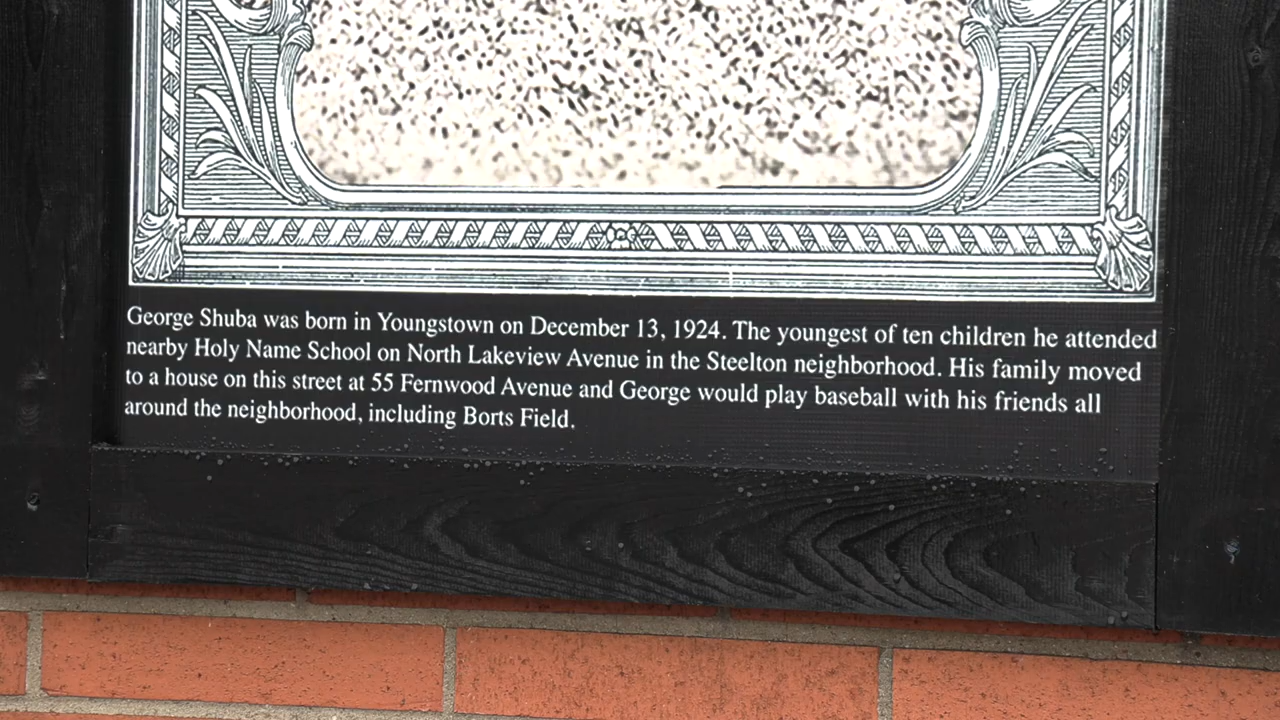 George Shuba was born in Youngstown on December 13, 1924. The youngest of ten children he attended
nearby Holy Name School on North Lakeview Avenue in the Steelton neighborhood. His family moved
to a house on this street at 55 Fernwood Avenue and George would play baseball with his friends all
around the neighborhood, including Borts Field.